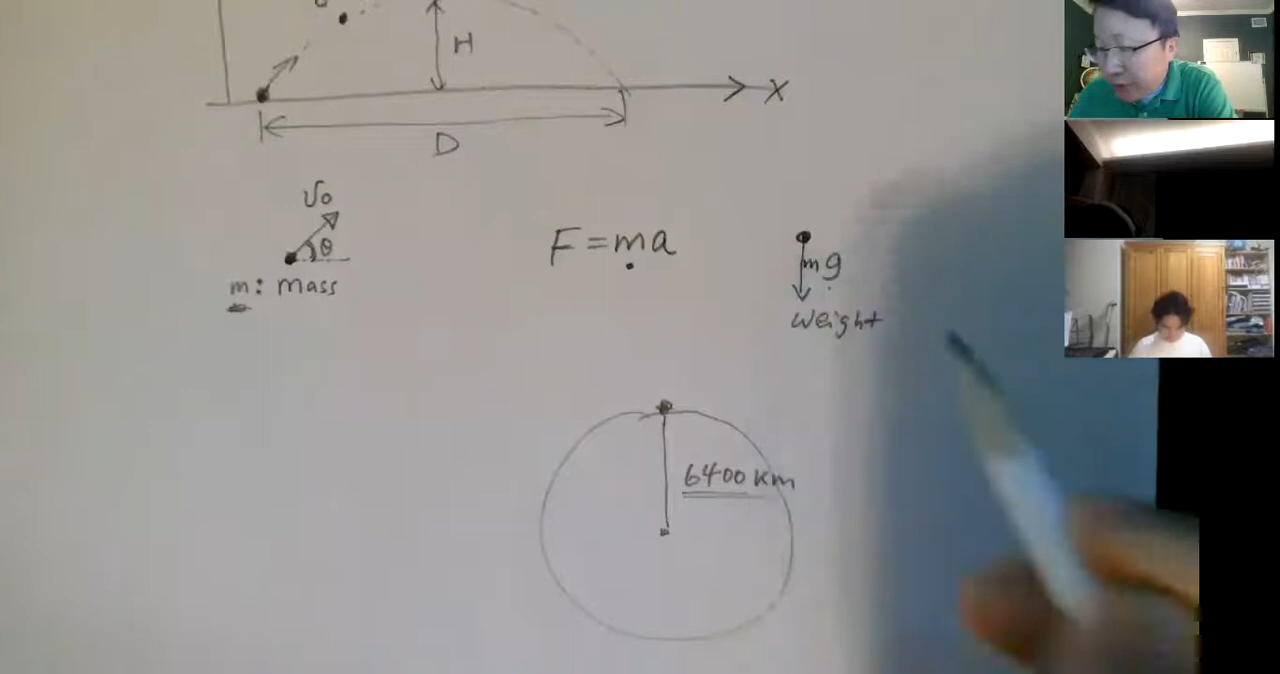 H
X
D
v₀
θ
m: mass
F = ma
mg
weight
6400 km